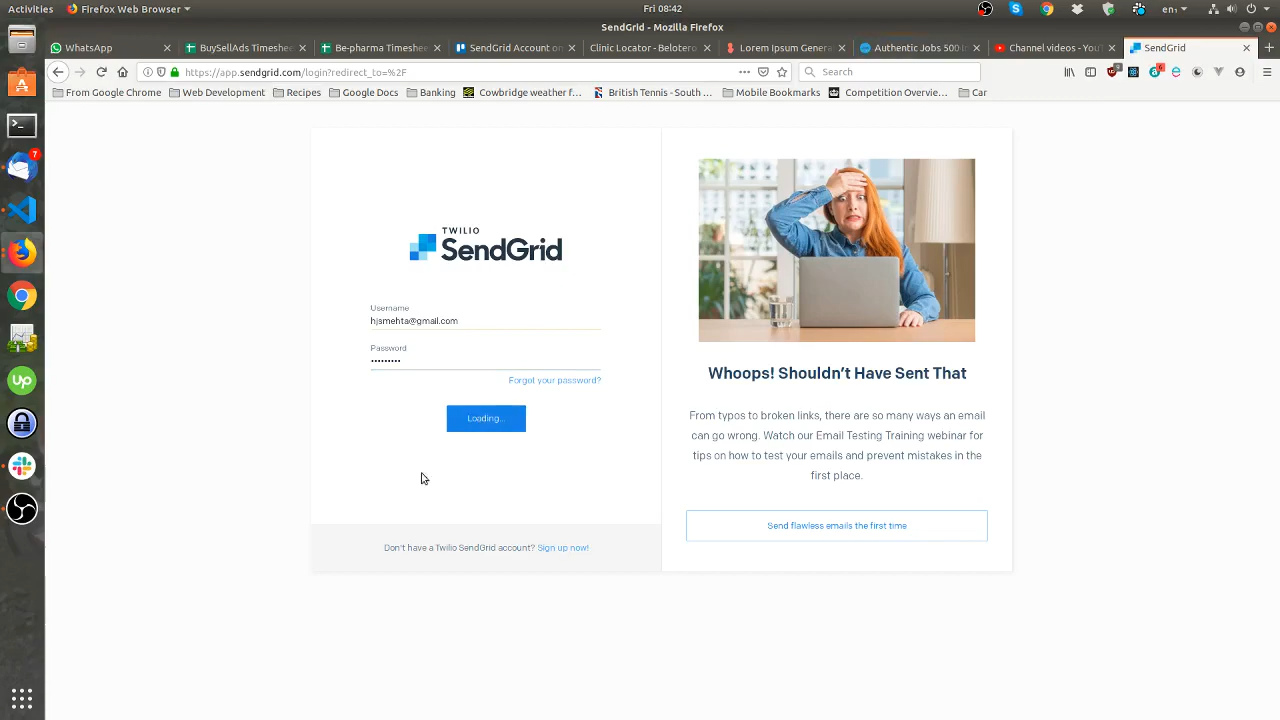 Activities
Firefox Web Browser
Fri 08:42
en₁
SendGrid - Mozilla Firefox
WhatsApp
BuySellAds Timeshee
Be-pharma Timeshee
SendGrid Account on
Clinic Locator - Belotero
Lorem Ipsum Genera
Authentic Jobs 500 l
Channel videos - YouT
SendGrid
https://app.sendgrid.com/login?redirect_to=%2F
Search
From Google Chrome
Web Development
Recipes
Google Docs
Banking
Cowbridge weather f...
British Tennis - South ...
Mobile Bookmarks
Competition Overvie...
Car
7
up
TWILIO
SendGrid
Username
hjsmehta@gmail.com
Password
•••••••••
Forgot your password?
Loading...
Don't have a Twilio SendGrid account? Sign up now!
Whoops! Shouldn't Have Sent That
From typos to broken links, there are so many ways an email
can go wrong. Watch our Email Testing Training webinar for
tips on how to test your emails and prevent mistakes in the
first place.
Send flawless emails the first time